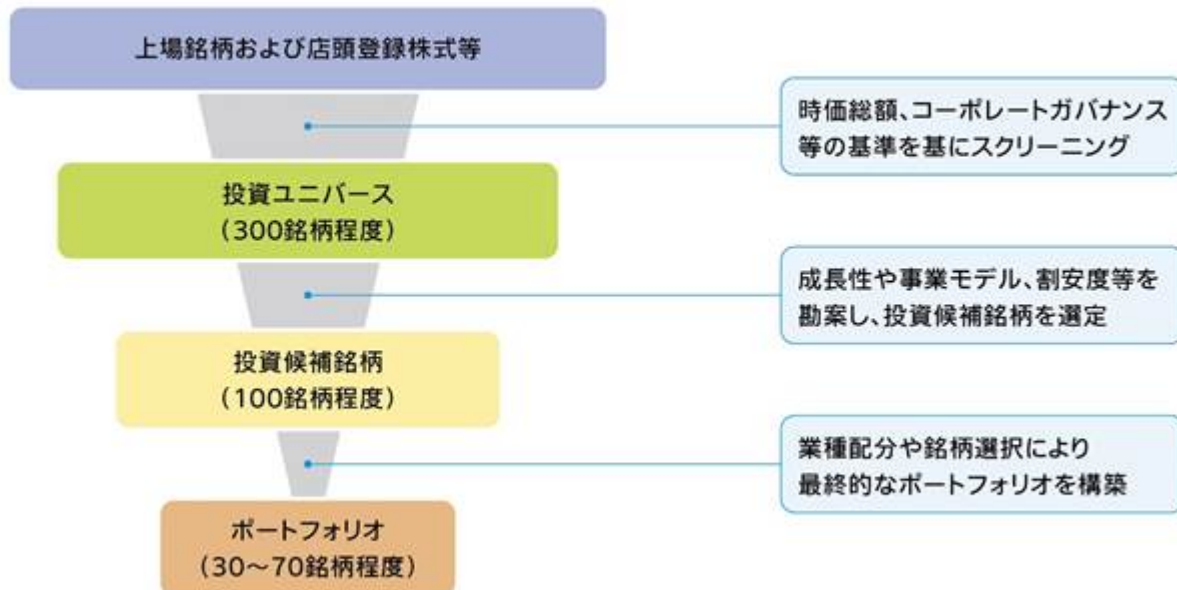 上場銘柄および店頭登録株式等
時価総額、コーポレートガバナンス
等の基準を基にスクリーニング
投資ユニバース
(300銘柄程度)
成長性や事業モデル、割安度等を
勘案し、投資候補銘柄を選定
投資候補銘柄
(100銘柄程度)
業種配分や銘柄選択により
最終的なポートフォリオを構築
ポートフォリオ
(30～70銘柄程度)